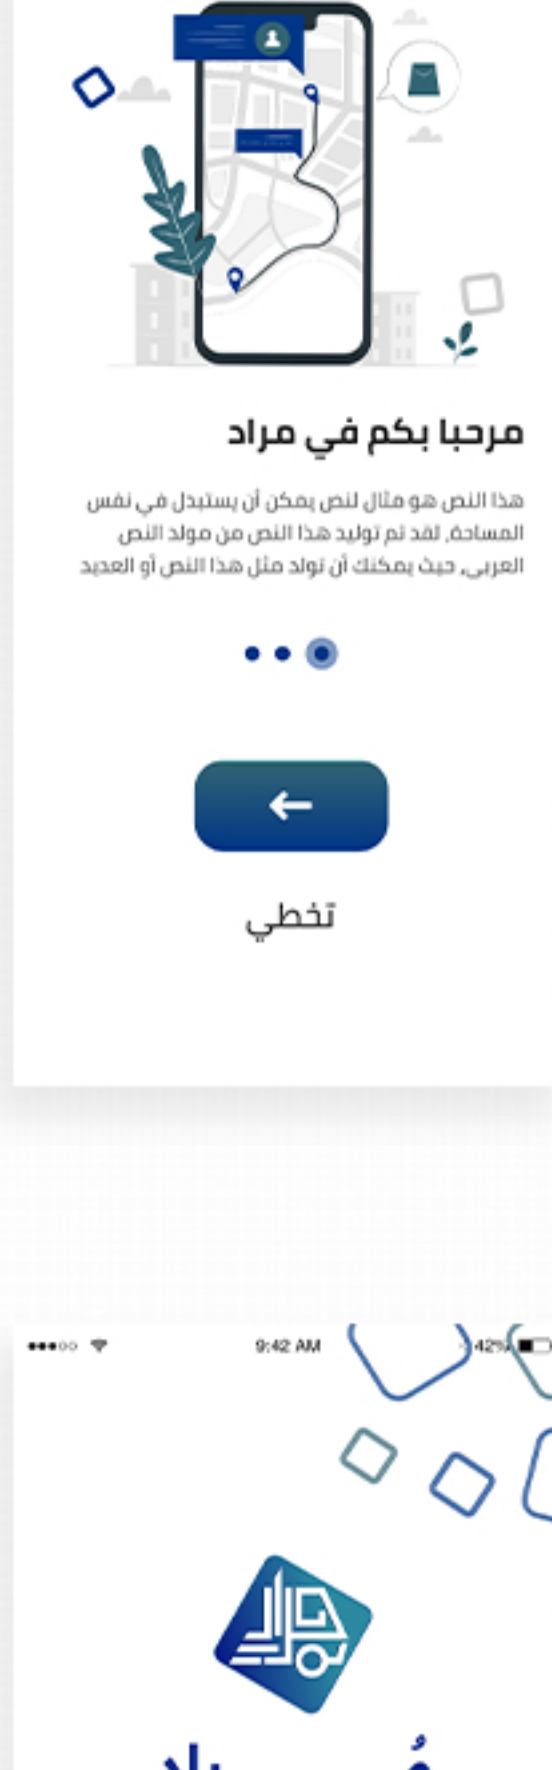 مرحبا بكم في مراد
هذا النص هو مثال لنص يمكن أن يستبدل في نفس
المساحة، لقد تم توليد هذا النص من مولد النص
العربى، حيث يمكنك أن تولد مثل هذا النص أو العديد
تخطي
9:42 AM
42%